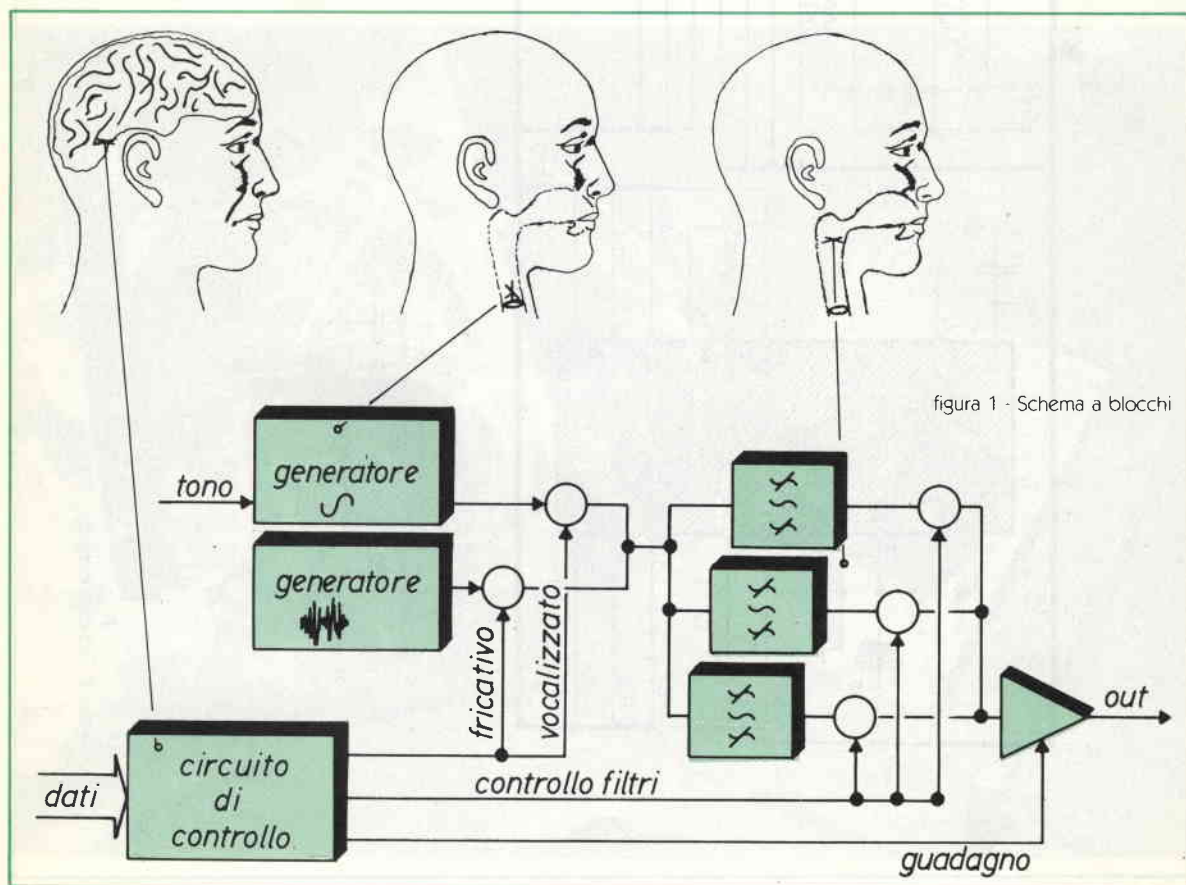 figura 1 - Schema a blocchi
tono
generatore
generatore
fricativo
vocalizzato
out
dati
circuito
di
controllo
controllo filtri
guadagno